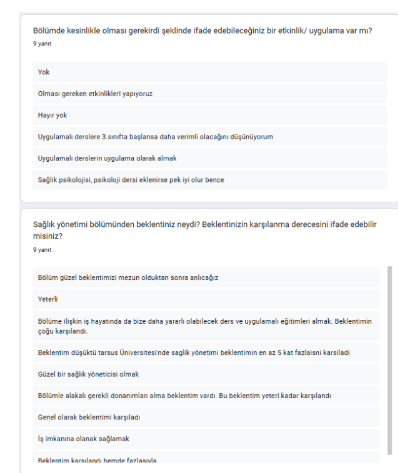 Bölümde kesinlikle olması gerekirdi şeklinde ifade edebileceğiniz bir etkinlik/ uygulama var mı?
9 yanıt
Yok
Olması gereken etkinlikleri yapıyoruz
Hayır yok
Uygulamalı derslere 3.sınıfta başlansa daha verimli olacağını düşünüyorum
Uygulamalı derslerin uygulama olarak almak
Sağlik psikolojisi, psikoloji dersi eklenirse pek iyi olur bence
Sağlık yönetimi bölümünden beklentiniz neydi? Beklentinizin karşılanma derecesini ifade edebilir
misiniz?
9 yanıt
Bölüm güzel beklentimizi mezun olduktan sonra anlıcağız
Yeterli
Bölüme ilişkin iş hayatında da bize daha yararlı olabilecek ders ve uygulamalı eğitimleri almak. Beklentimin
çoğu karşılandı.
Beklentim düşüktü tarsus Üniversitesi'nde saglik yönetimi beklentimin en az 5 kat fazlaisni karsiladi
Güzel bir sağlık yöneticisi olmak
Bölümle alakalı gerekli donanımları alma beklentim vardı. Bu beklentim yeteri kadar karşılandı
Genel olarak beklentimi karşıladı
İş imkanına olanak sağlamak
Beklentim karşılandı hemde fazlasıyla